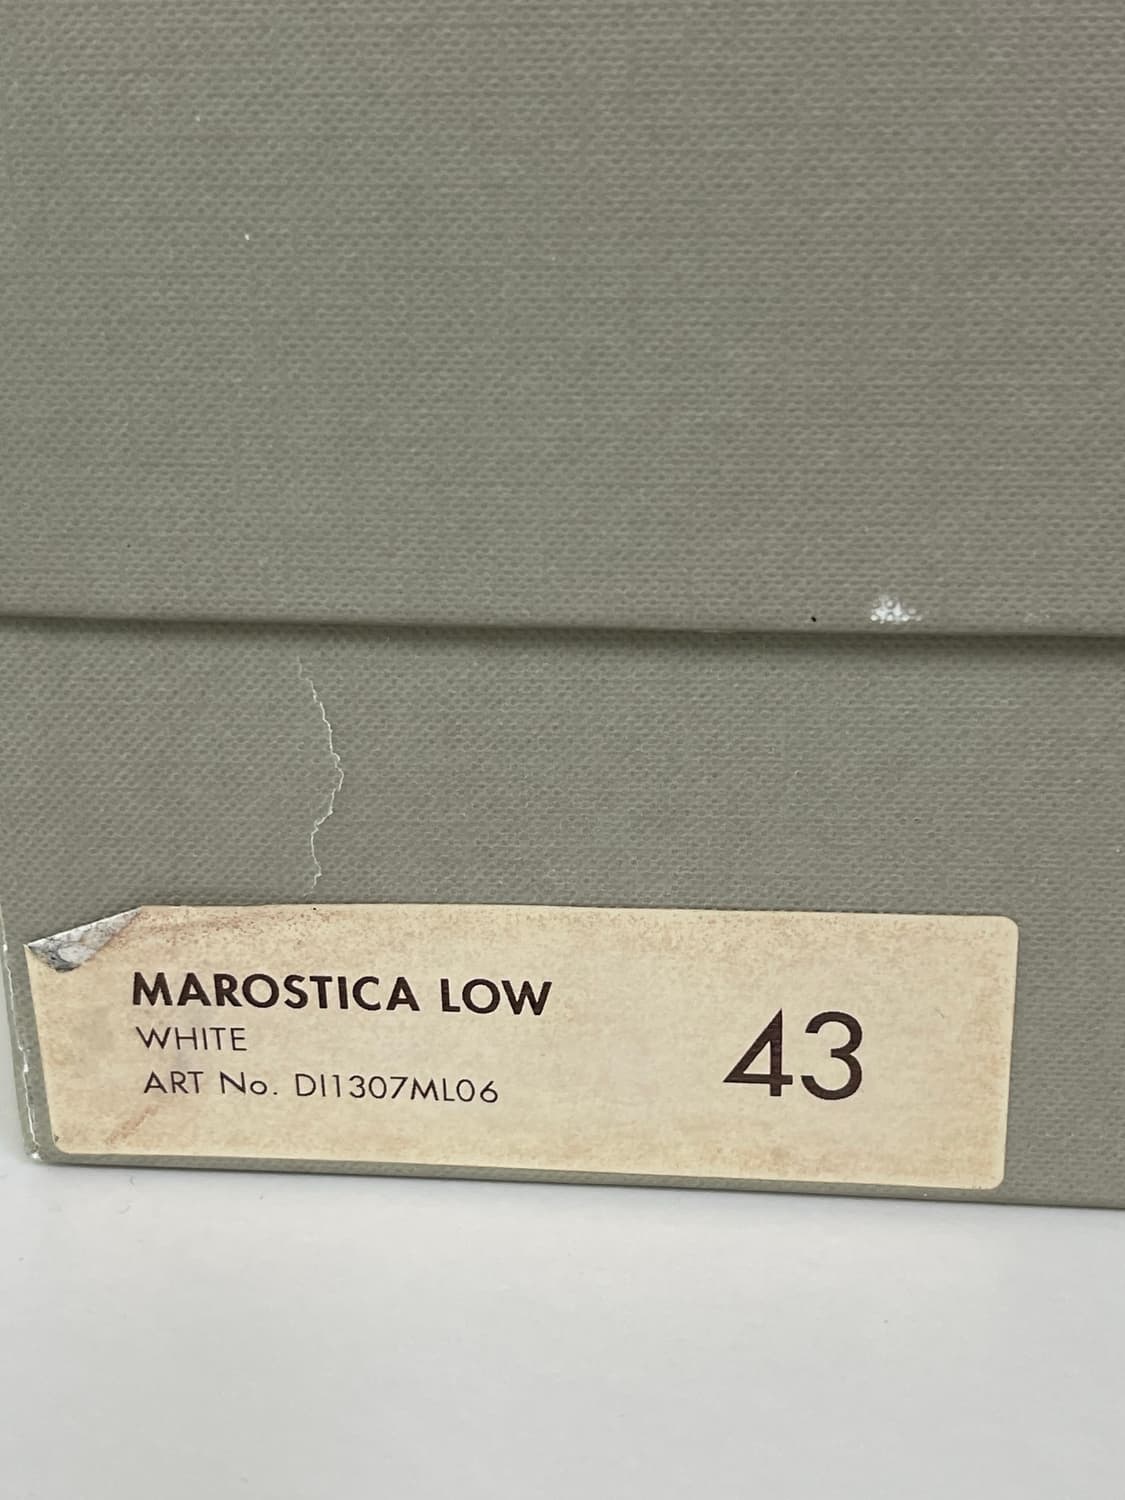 MAROSTICA LOW
WHITE
ART No. DI1307ML06
43